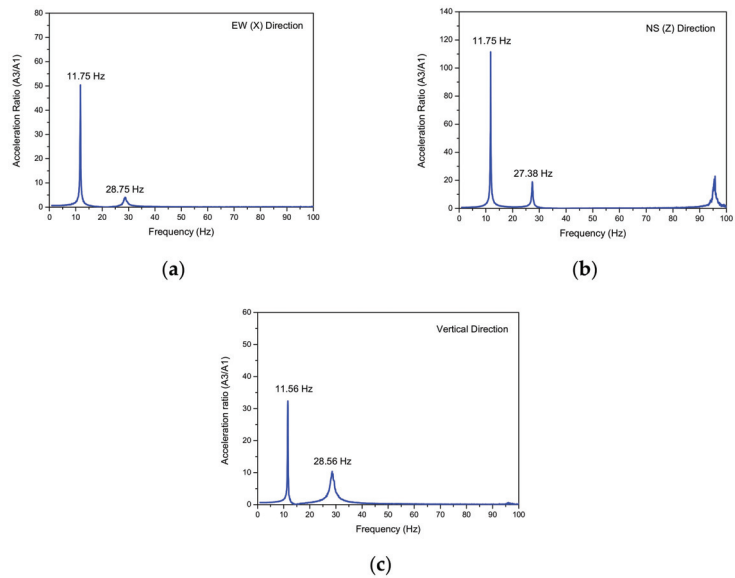 EW (X) Direction
80
70
60
50
40
30
20
10
0
11.75 Hz
28.75 Hz
Acceleration Ratio (A3/A1)
0 10 20 30 40 50 60 70 80 90 100
Frequency (Hz)
(a)
NS (Z) Direction
140
120
100
80
60
40
20
0
11.75 Hz
27.38 Hz
Acceleration Ratio (A3/A1)
0 10 20 30 40 50 60 70 80 90 100
Frequency (Hz)
(b)
Vertical Direction
60
50
40
30
20
10
0
11.56 Hz
28.56 Hz
Acceleration ratio (A3/A1)
0 10 20 30 40 50 60 70 80 90 100
Frequency (Hz)
(c)